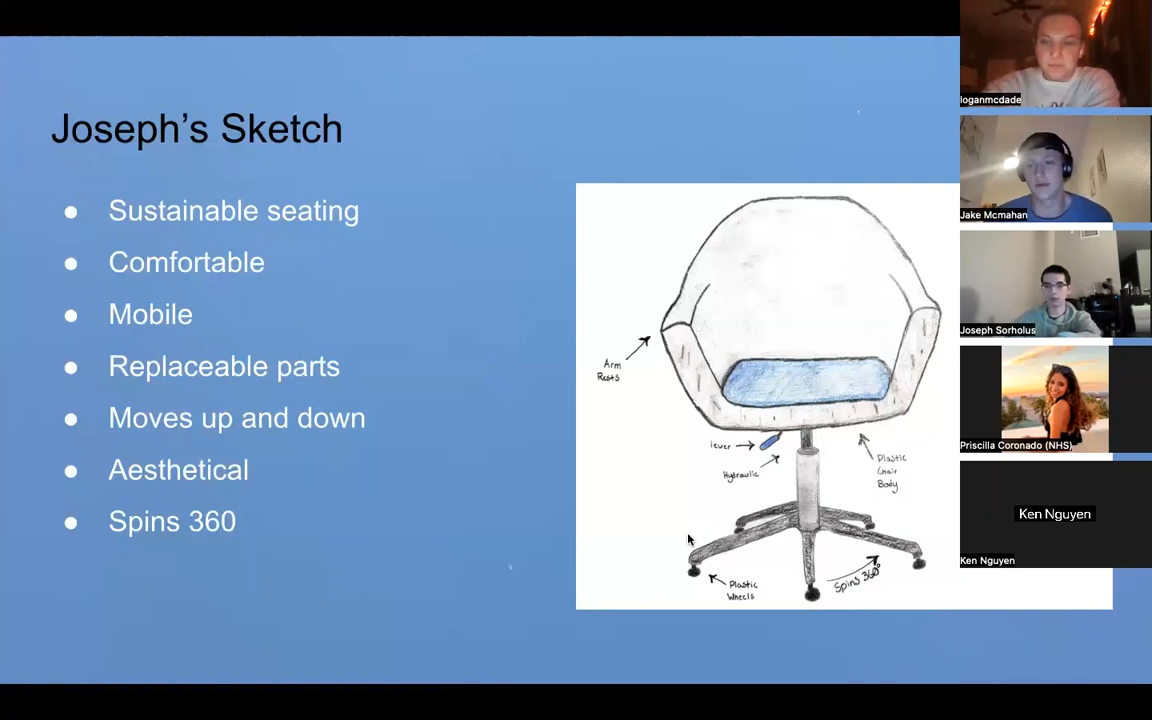 Joseph's Sketch
● Sustainable seating
● Comfortable
● Mobile
● Replaceable parts
● Moves up and down
● Aesthetical
● Spins 360
Arm
Rests
lever
Hydraulic
Plastic
Chair
Body
Plastic
Wheels
Spins 360°
loganmcdade
Jake Mcmahan
Joseph Sorholus
Priscilla Coronado (NHS)
Ken Nguyen
Ken Nguyen